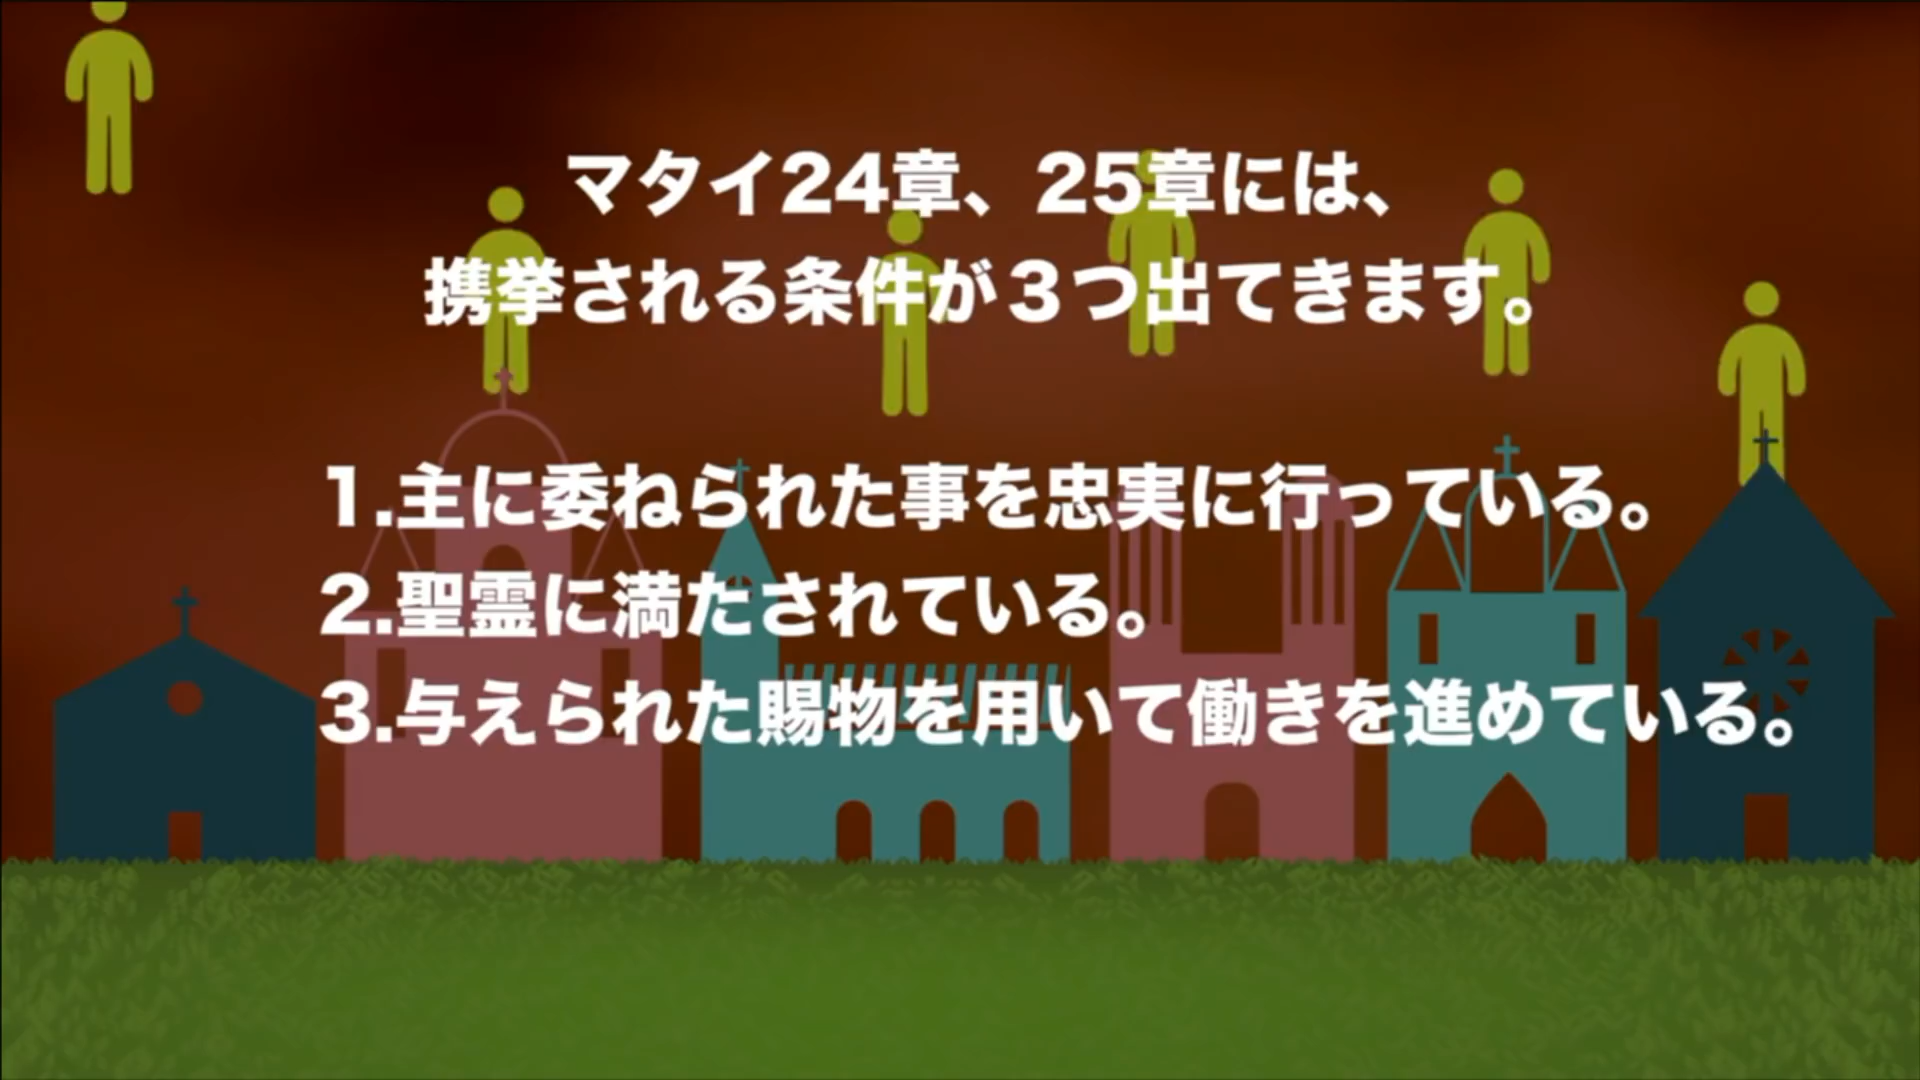 マタイ24章、25章には、
携挙される条件が３つ出てきます。
1.主に委ねられた事を忠実に行っている。
2.聖霊に満たされている。
3.与えられた賜物を用いて働きを進めている。